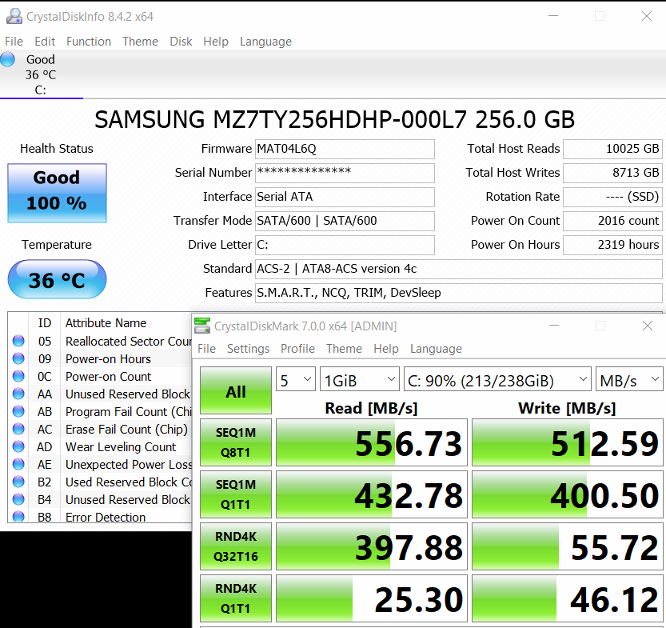 CrystalDiskInfo 8.4.2 x64
File Edit Function Theme Disk Help Language
Good
36 °C
C:
SAMSUNG MZ7TY256HDHP-000L7 256.0 GB
Health Status
Good
100 %
Temperature
36 °C
Firmware MAT04L6Q
Serial Number **************
Interface Serial ATA
Transfer Mode SATA/600 | SATA/600
Drive Letter C:
Standard ACS-2 | ATA8-ACS version 4c
Features S.M.A.R.T., NCQ, TRIM, DevSleep
Total Host Reads 10025 GB
Total Host Writes 8713 GB
Rotation Rate ---- (SSD)
Power On Count 2016 count
Power On Hours 2319 hours
ID Attribute Name
05 Reallocated Sector Cour
09 Power-on Hours
0C Power-on Count
AA Unused Reserved Block
AB Program Fail Count (Chi
AC Erase Fail Count (Chip)
AD Wear Leveling Count
AE Unexpected Power Loss
B2 Used Reserved Block Co
B4 Unused Reserved Block
B8 Error Detection
CrystalDiskMark 7.0.0 x64 [ADMIN]
File Settings Profile Theme Help Language
All 5 1GiB C: 90% (213/238GiB) MB/s
Read [MB/s] Write [MB/s]
SEQ1M
Q8T1
556.73 512.59
SEQ1M
Q1T1
432.78 400.50
RND4K
Q32T16
397.88 55.72
RND4K
Q1T1
25.30 46.12